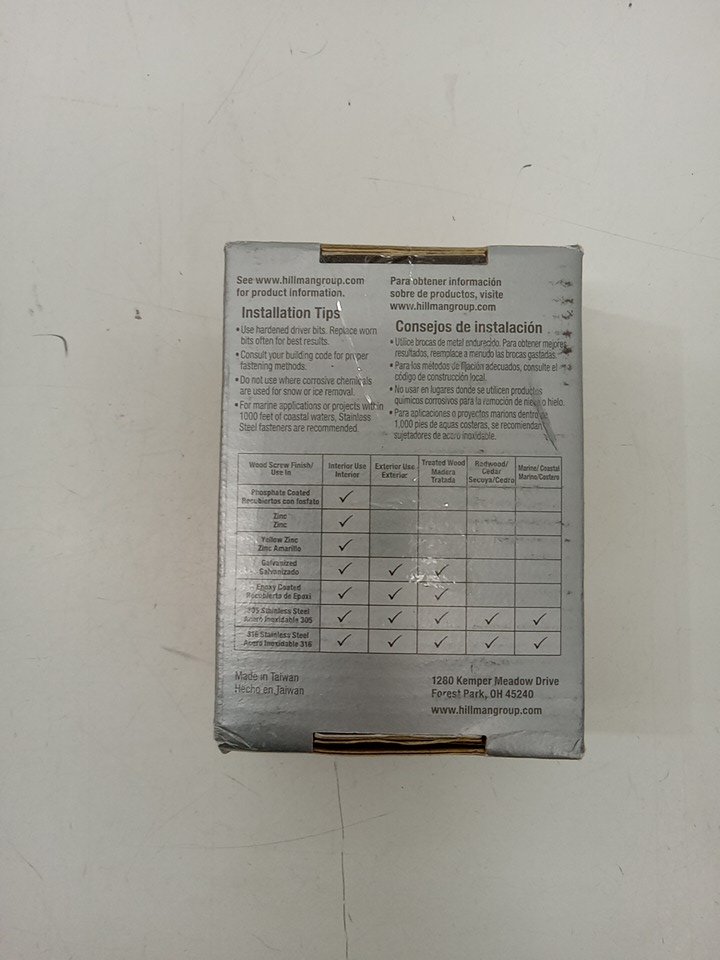 See www.hillmangroup.com
for product information.
Installation Tips
• Use hardened driver bits. Replace worn
bits often for best results.
• Consult your building code for proper
fastening methods.
• Do not use where corrosive chemicals
are used for snow or ice removal.
• For marine applications or projects within
1000 feet of coastal waters, Stainless
Steel fasteners are recommended.
Para obtener información
sobre de productos, visite
www.hillmangroup.com
Consejos de instalación
• Utilice brocas de metal endurecido. Para obtener mejores
resultados, reemplace a menudo las brocas gastadas.
• Para los métodos de fijación adecuados, consulte el
código de construcción local.
• No usar en lugares donde se utilicen productos
químicos corrosivos para la remoción de nieve o hielo.
• Para aplicaciones o proyectos marions dentro de
1,000 pies de aguas costeras, se recomiendan
sujetadores de acero inoxidable.
Wood Screw Finish/ Interior Use Exterior Use Treated Wood Redwood/ Marine/ Coastal
Use In Interior Exterior Madera Cedar Marino/Costero
Tratada Secuya/Cedro
Phosphate Coated ✓
Recubiertos con fosfato
Zinc ✓
Zinc
Yellow Zinc ✓
Zinc Amarillo
Galvanized ✓ ✓ ✓
Galvanizado
Epoxy Coated ✓ ✓ ✓
Recubierto de Epoxi
305 Stainless Steel ✓ ✓ ✓ ✓ ✓
Acero Inoxidable 305
316 Stainless Steel ✓ ✓ ✓ ✓ ✓
Acero Inoxidable 316
Made in Taiwan
Hecho en Taiwan
1280 Kemper Meadow Drive
Forest Park, OH 45240
www.hillmangroup.com